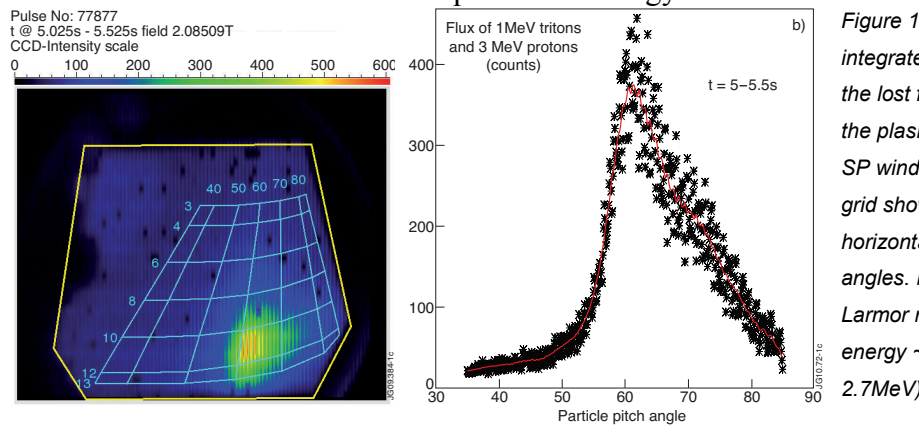 Pulse No: 77877
t @ 5.025s - 5.525s field 2.08509T
CCD-Intensity scale
0 100 200 300 400 500 600
40 50 60 70 80
3
4
6
8
10
12
13
JG09.384-1c
b)
Flux of 1MeV tritons
and 3 MeV protons
(counts)
t = 5–5.5s
400
300
200
100
0
30 40 50 60 70 80 90
Particle pitch angle
JG10.72-1c
Figure 1
integrate
the lost f
the plas
SP wind
grid show
horizonta
angles.
Larmor r
energy ~
2.7MeV)